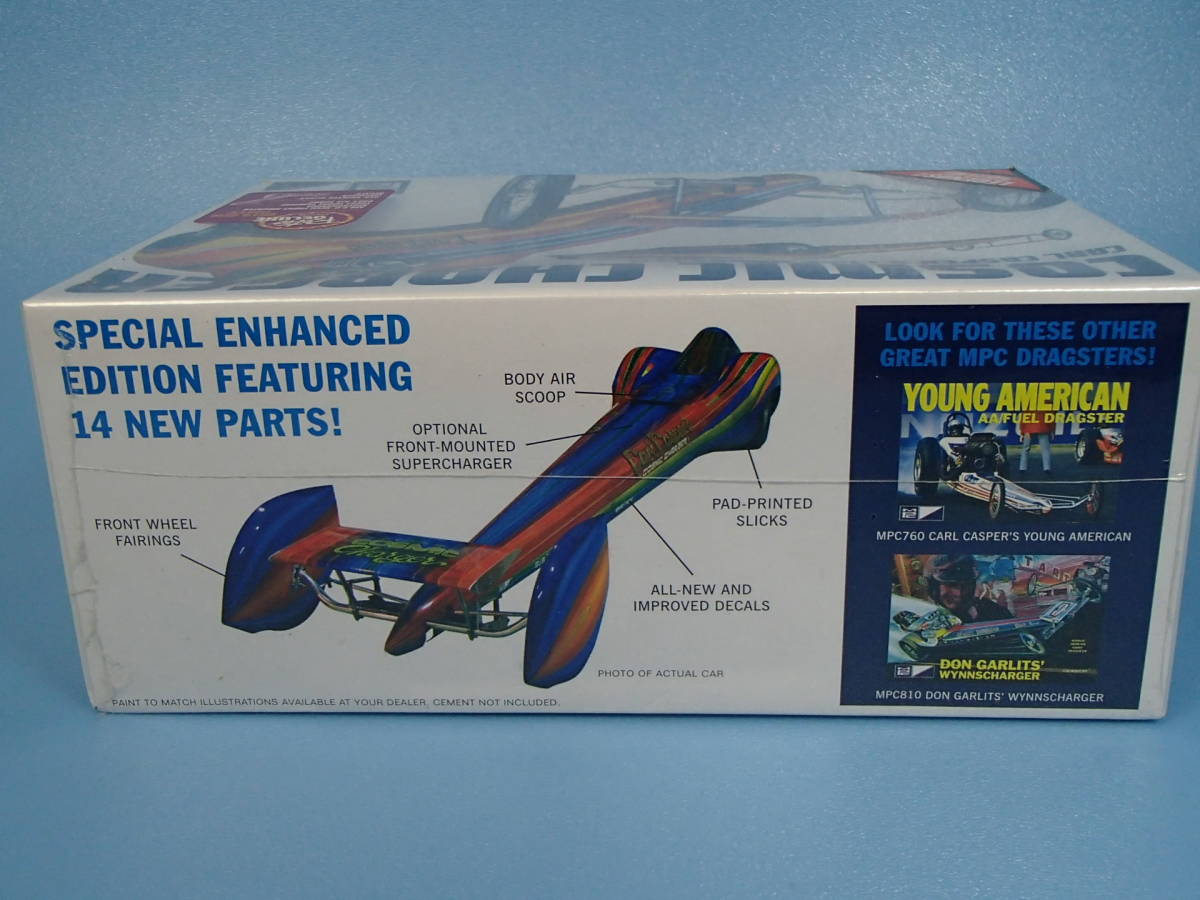 COSMIC CHARGER
SPECIAL ENHANCED
EDITION FEATURING
14 NEW PARTS!
BODY AIR
SCOOP
OPTIONAL
FRONT-MOUNTED
SUPERCHARGER
FRONT WHEEL
FAIRINGS
PAD-PRINTED
SLICKS
ALL-NEW AND
IMPROVED DECALS
PHOTO OF ACTUAL CAR
PAINT TO MATCH ILLUSTRATIONS AVAILABLE AT YOUR DEALER, CEMENT NOT INCLUDED.
LOOK FOR THESE OTHER
GREAT MPC DRAGSTERS!
YOUNG AMERICAN
AA/FUEL DRAGSTER
MPC760 CARL CASPER'S YOUNG AMERICAN
DON GARLITS'
WYNNSCHARGER
MPC810 DON GARLITS' WYNNSCHARGER